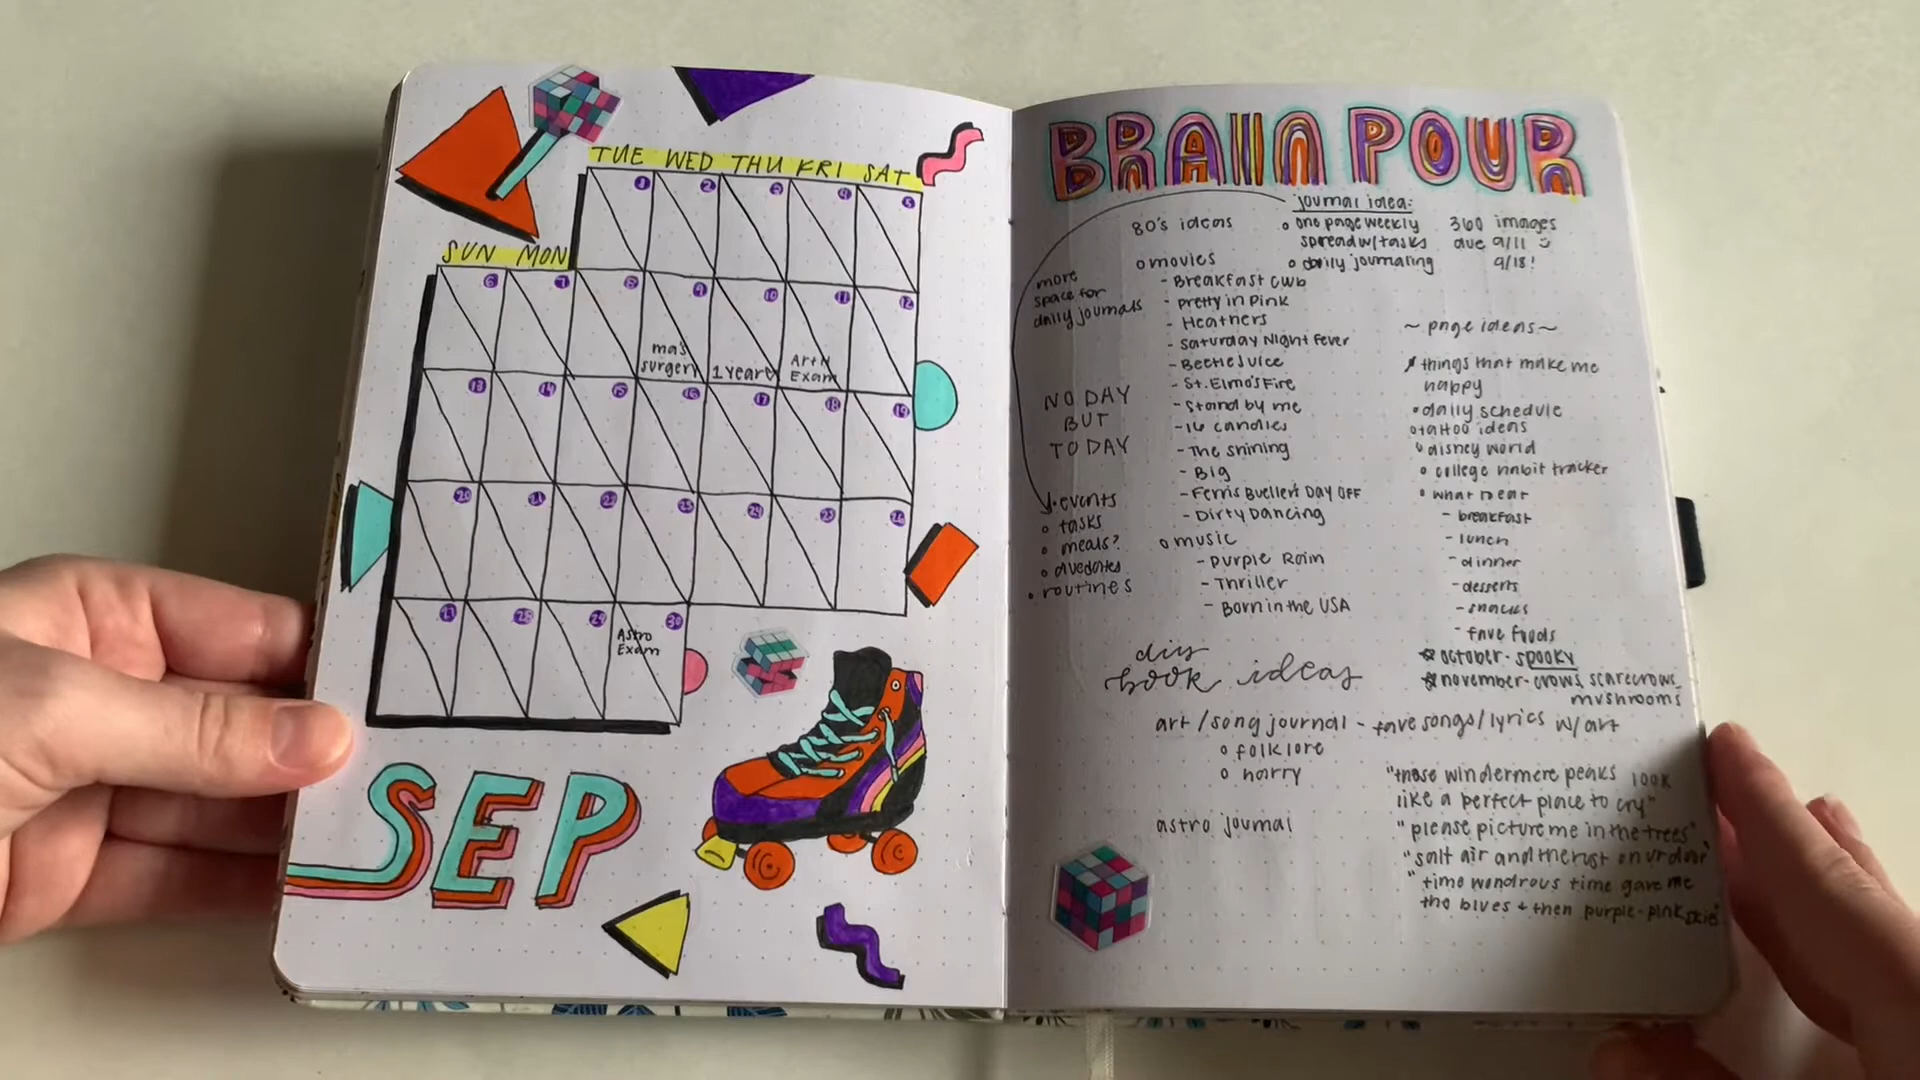 TUE WED THU FRI SAT
1 2 3 4 5
SUN MON
6 7 8 9 10 11 12
ma's surgery
1 year
Art H Exam
13 14 15 16 17 18 19
20 21 22 23 24 25 26
27 28 29 30
Astro Exam
SEP
BRAIN POUR
journal idea:
o one page weekly
spread w/tasks
o daily journaling
360 images
due 9/11
9/18!
80's ideas
more
space for
daily journals
o movies
- Breakfast Club
- pretty in Pink
- Heathers
- Saturday Night Fever
- Beetle Juice
- St. Elmo's Fire
- Stand by me
- 16 candles
- The Shining
- Big
- Ferris Bueller's Day OFF
- Dirty Dancing
o music
- Purple Rain
- Thriller
- Born in the USA
NO DAY
BUT
TODAY
• events
o tasks
o meals?
o duedates
• routines
~ page ideas ~
things that make me
happy
• daily schedule
o tattoo ideas
o disney world
o college habit tracker
o what to eat
- breakfast
- lunch
- dinner
- desserts
- snacks
- fave foods
☆ october - spooky
☆ november - crows, scarecrows,
mushrooms
diy
book ideas
art / song journal - fave songs/lyrics w/art
o folklore
o harry
astro journal
"those windermere peaks look
like a perfect place to cry"
"please picture me in the trees"
"salt air and the rust on ur door"
"time wondrous time gave me
the blues + then purple-pink skies"